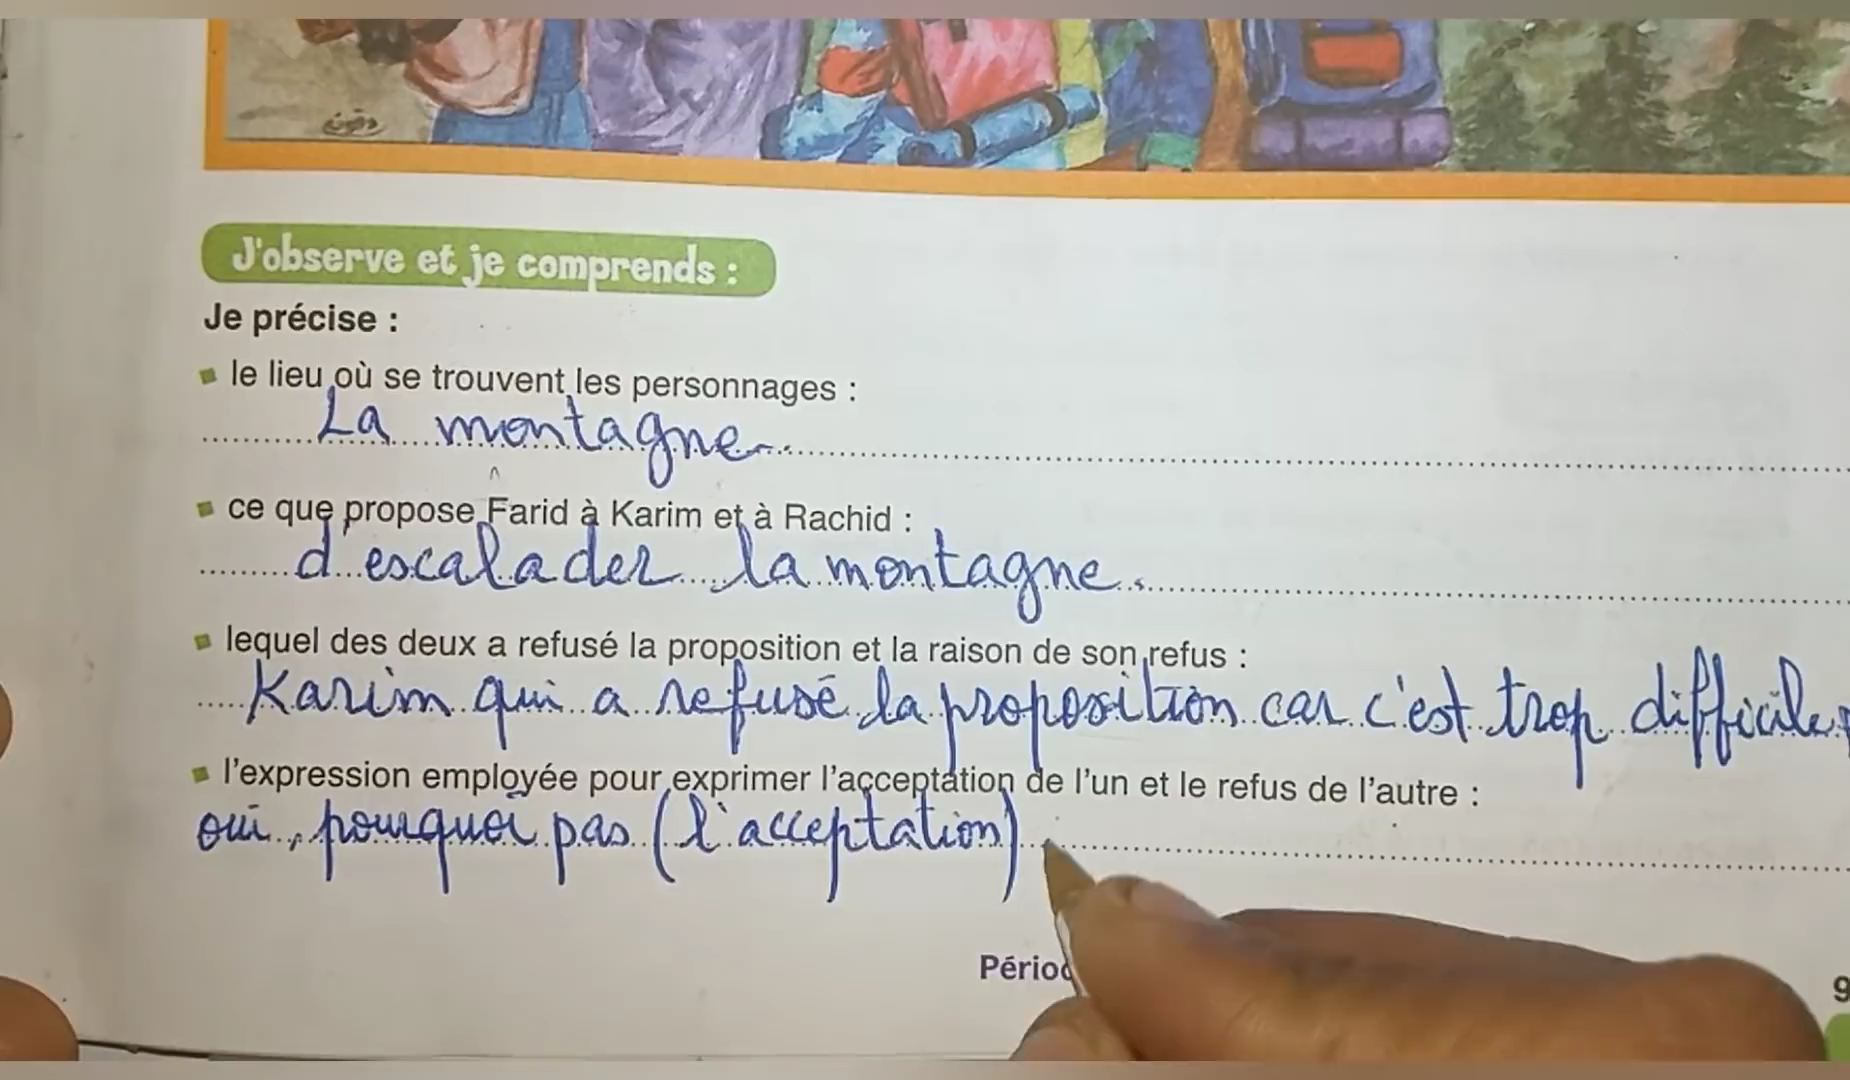 J'observe et je comprends :
Je précise :
le lieu où se trouvent les personnages :
La montagne
ce que propose Farid à Karim et à Rachid :
d'escalader la montagne.
lequel des deux a refusé la proposition et la raison de son refus :
Karim qui a refusé la proposition car c'est trop difficile
l'expression employée pour exprimer l'acceptation de l'un et le refus de l'autre :
oui, pourquoi pas (l'acceptation)
9